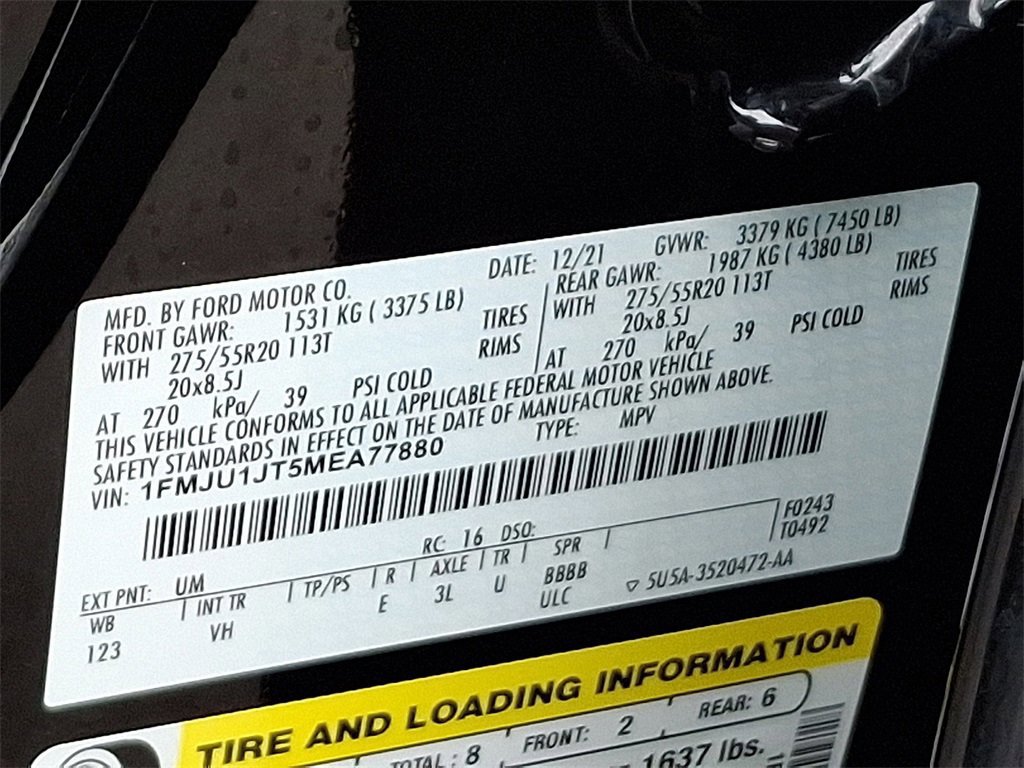 MFD. BY FORD MOTOR CO. DATE: 12/21 GVWR: 3379 KG ( 7450 LB)
FRONT GAWR: 1531 KG ( 3375 LB) REAR GAWR: 1987 KG ( 4380 LB)
WITH 275/55R20 113T TIRES WITH 275/55R20 113T TIRES
20x8.5J RIMS 20x8.5J RIMS
AT 270 kPa/ 39 PSI COLD AT 270 kPa/ 39 PSI COLD
THIS VEHICLE CONFORMS TO ALL APPLICABLE FEDERAL MOTOR VEHICLE
SAFETY STANDARDS IN EFFECT ON THE DATE OF MANUFACTURE SHOWN ABOVE.
VIN: 1FMJU1JT5MEA77880 TYPE: MPV
F0243
T0492
EXT PNT: UM RC: 16 DSO:
WB INT TR TP/PS R AXLE TR SPR
123 VH E 3L U BBBB
ULC ▽ 5U5A-3520472-AA
TIRE AND LOADING INFORMATION
TOTAL : 8 FRONT: 2 REAR: 6
1637 lbs.